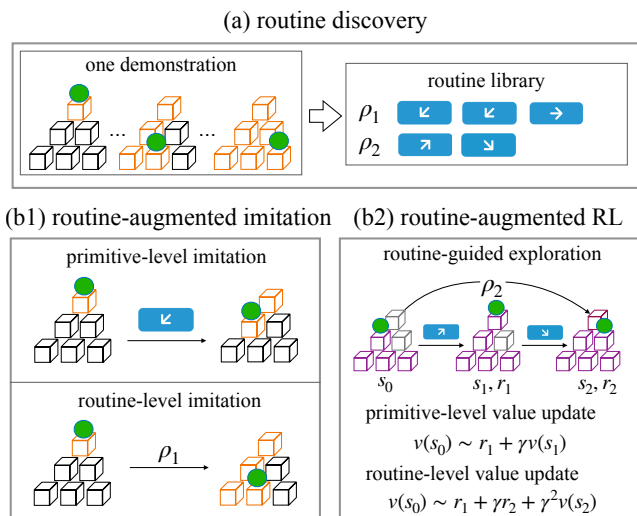 (a) routine discovery
one demonstration
... ...
routine library
ρ₁ ↙ ↙ →
ρ₂ ↗ ↘
(b1) routine-augmented imitation
primitive-level imitation
↙
routine-level imitation
ρ₁
(b2) routine-augmented RL
routine-guided exploration
ρ₂
↗ ↘
s₀ s₁, r₁ s₂, r₂
primitive-level value update
v(s₀) ~ r₁ + γv(s₁)
routine-level value update
v(s₀) ~ r₁ + γr₂ + γ²v(s₂)